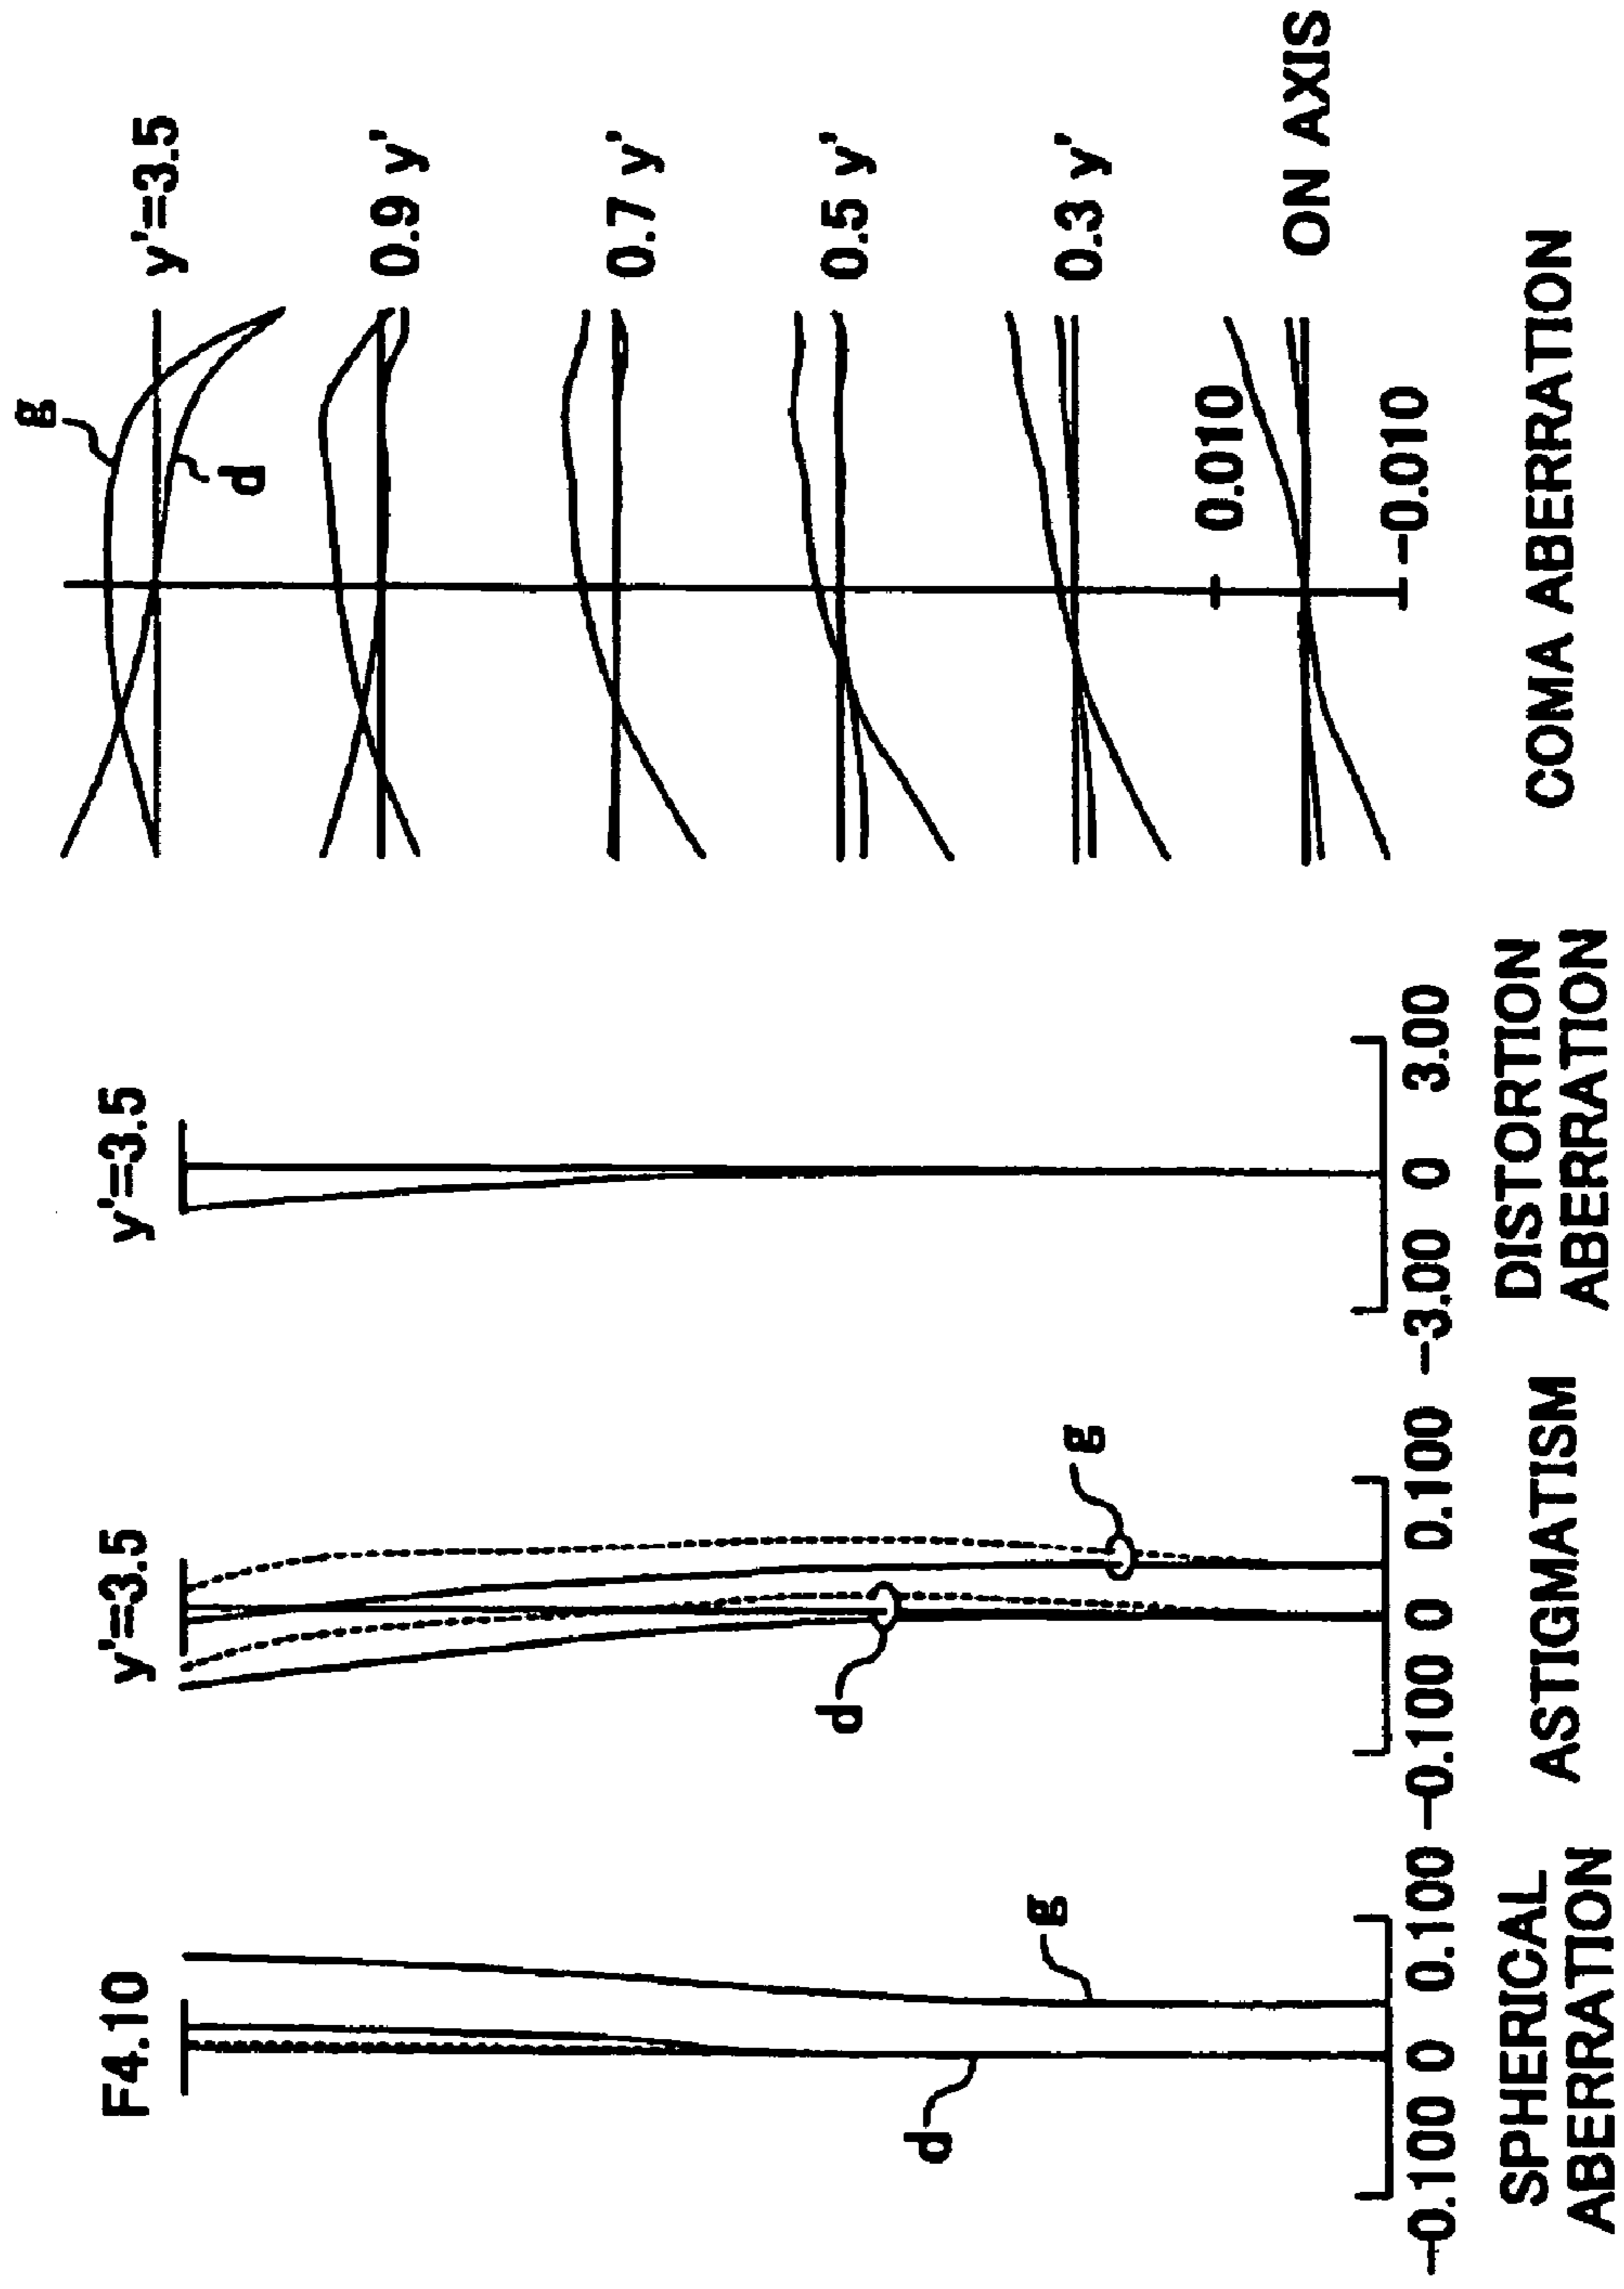 F4.10
g
d
-0.100 0 0.100
SPHERICAL
ABERRATION
y'=3.5
g
d
-0.100 0 0.100
ASTIGMATISM
y'=3.5
-3.00 0 3.00
DISTORTION
ABERRATION
g
y'=3.5
d
0.9 y'
0.7 y'
0.5 y'
0.3 y'
0.010
ON AXIS
-0.010
COMA ABERRATION